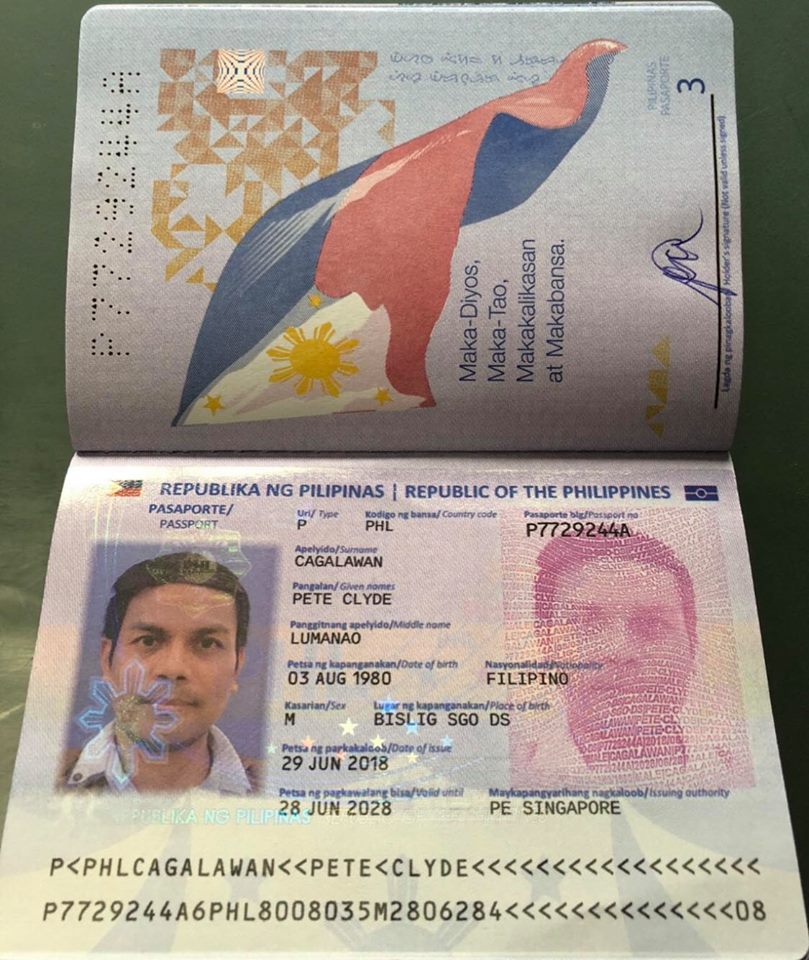 P7729244A
PILIPINAS
PASAPORTE
3
Maka-Diyos,
Maka-Tao,
Makakalikasan
at Makabansa.
Lagda ng pinagkalooban/ Holder's signature (Not valid unless signed)
REPUBLIKA NG PILIPINAS | REPUBLIC OF THE PHILIPPINES
PASAPORTE/
PASSPORT
Uri/ Type
Kodigo ng bansa/ Country code
Pasaporte blg/Passport no
P
PHL
P7729244A
Apelyido/Surname
CAGALAWAN
Pangalan/ Given names
PETE CLYDE
Panggitnang apelyido/Middle name
LUMANAO
Petsa ng kapanganakan/Date of birth
Nasyonalidad/Nationality
03 AUG 1980
FILIPINO
Kasarian/Sex
Lugar ng kapanganakan/Place of birth
M
BISLIG SGO DS
Petsa ng pagkakaloob/Date of issue
29 JUN 2018
Petsa ng pagkawalang bisa/Valid until
Maykapangyarihang nagkaloob/Issuing authority
28 JUN 2028
PE SINGAPORE
REPUBLIKA NG PILIPINAS
P<PHLCAGALAWAN<<PETE<CLYDE<<<<<<<<<<<<<<<<<<
P7729244A6PHL8008035M2806284<<<<<<<<<<<<<<08